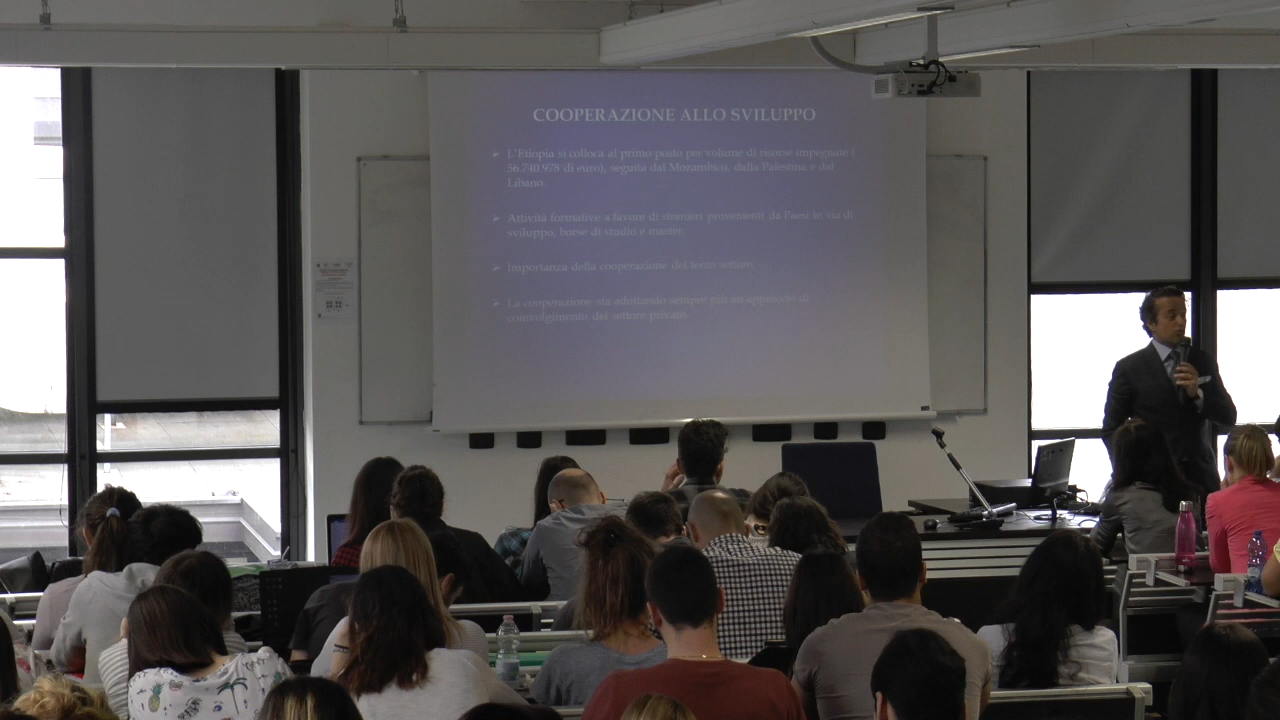 COOPERAZIONE ALLO SVILUPPO
➢ L'Etiopia si colloca al primo posto per volume di risorse impegnate (
56.740.978 di euro), seguita dal Mozambico, dalla Palestina e dal
Libano.
➢ Attività formative a favore di stranieri provenienti da Paesi in via di
sviluppo, borse di studio e master.
➢ Importanza della cooperazione del terzo settore.
➢ La cooperazione sta adottando sempre più un approccio di
coinvolgimento del settore privato.